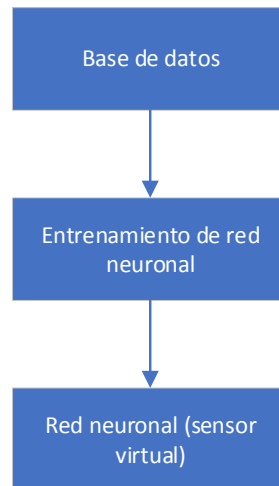 Base de datos
Entrenamiento de red
neuronal
Red neuronal (sensor
virtual)